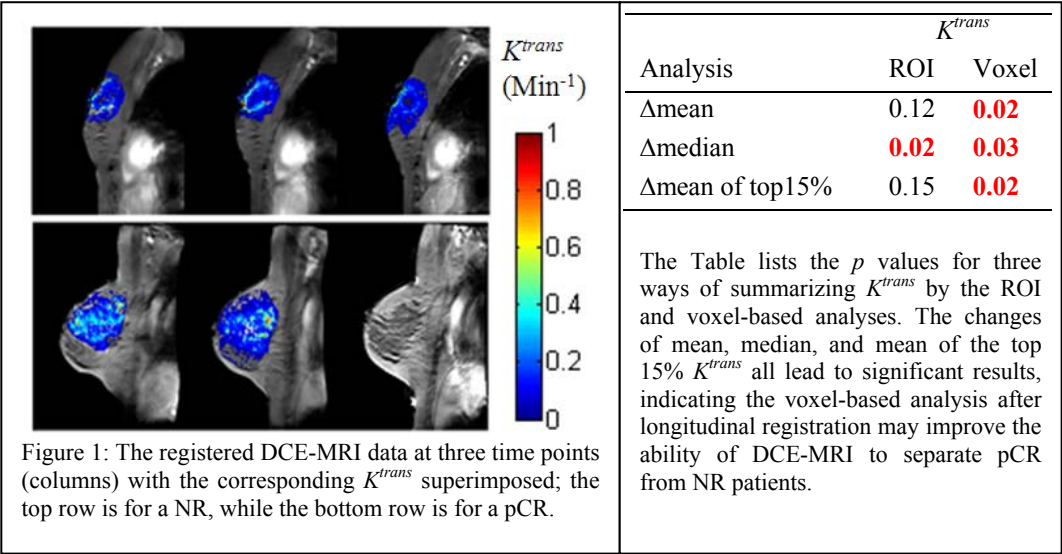 K^trans
(Min⁻¹)
1
0.8
0.6
0.4
0.2
0
Figure 1: The registered DCE-MRI data at three time points
(columns) with the corresponding K^trans superimposed; the
top row is for a NR, while the bottom row is for a pCR.
K^trans
Analysis ROI Voxel
Δmean 0.12 0.02
Δmedian 0.02 0.03
Δmean of top15% 0.15 0.02
The Table lists the p values for three
ways of summarizing K^trans by the ROI
and voxel-based analyses. The changes
of mean, median, and mean of the top
15% K^trans all lead to significant results,
indicating the voxel-based analysis after
longitudinal registration may improve the
ability of DCE-MRI to separate pCR
from NR patients.